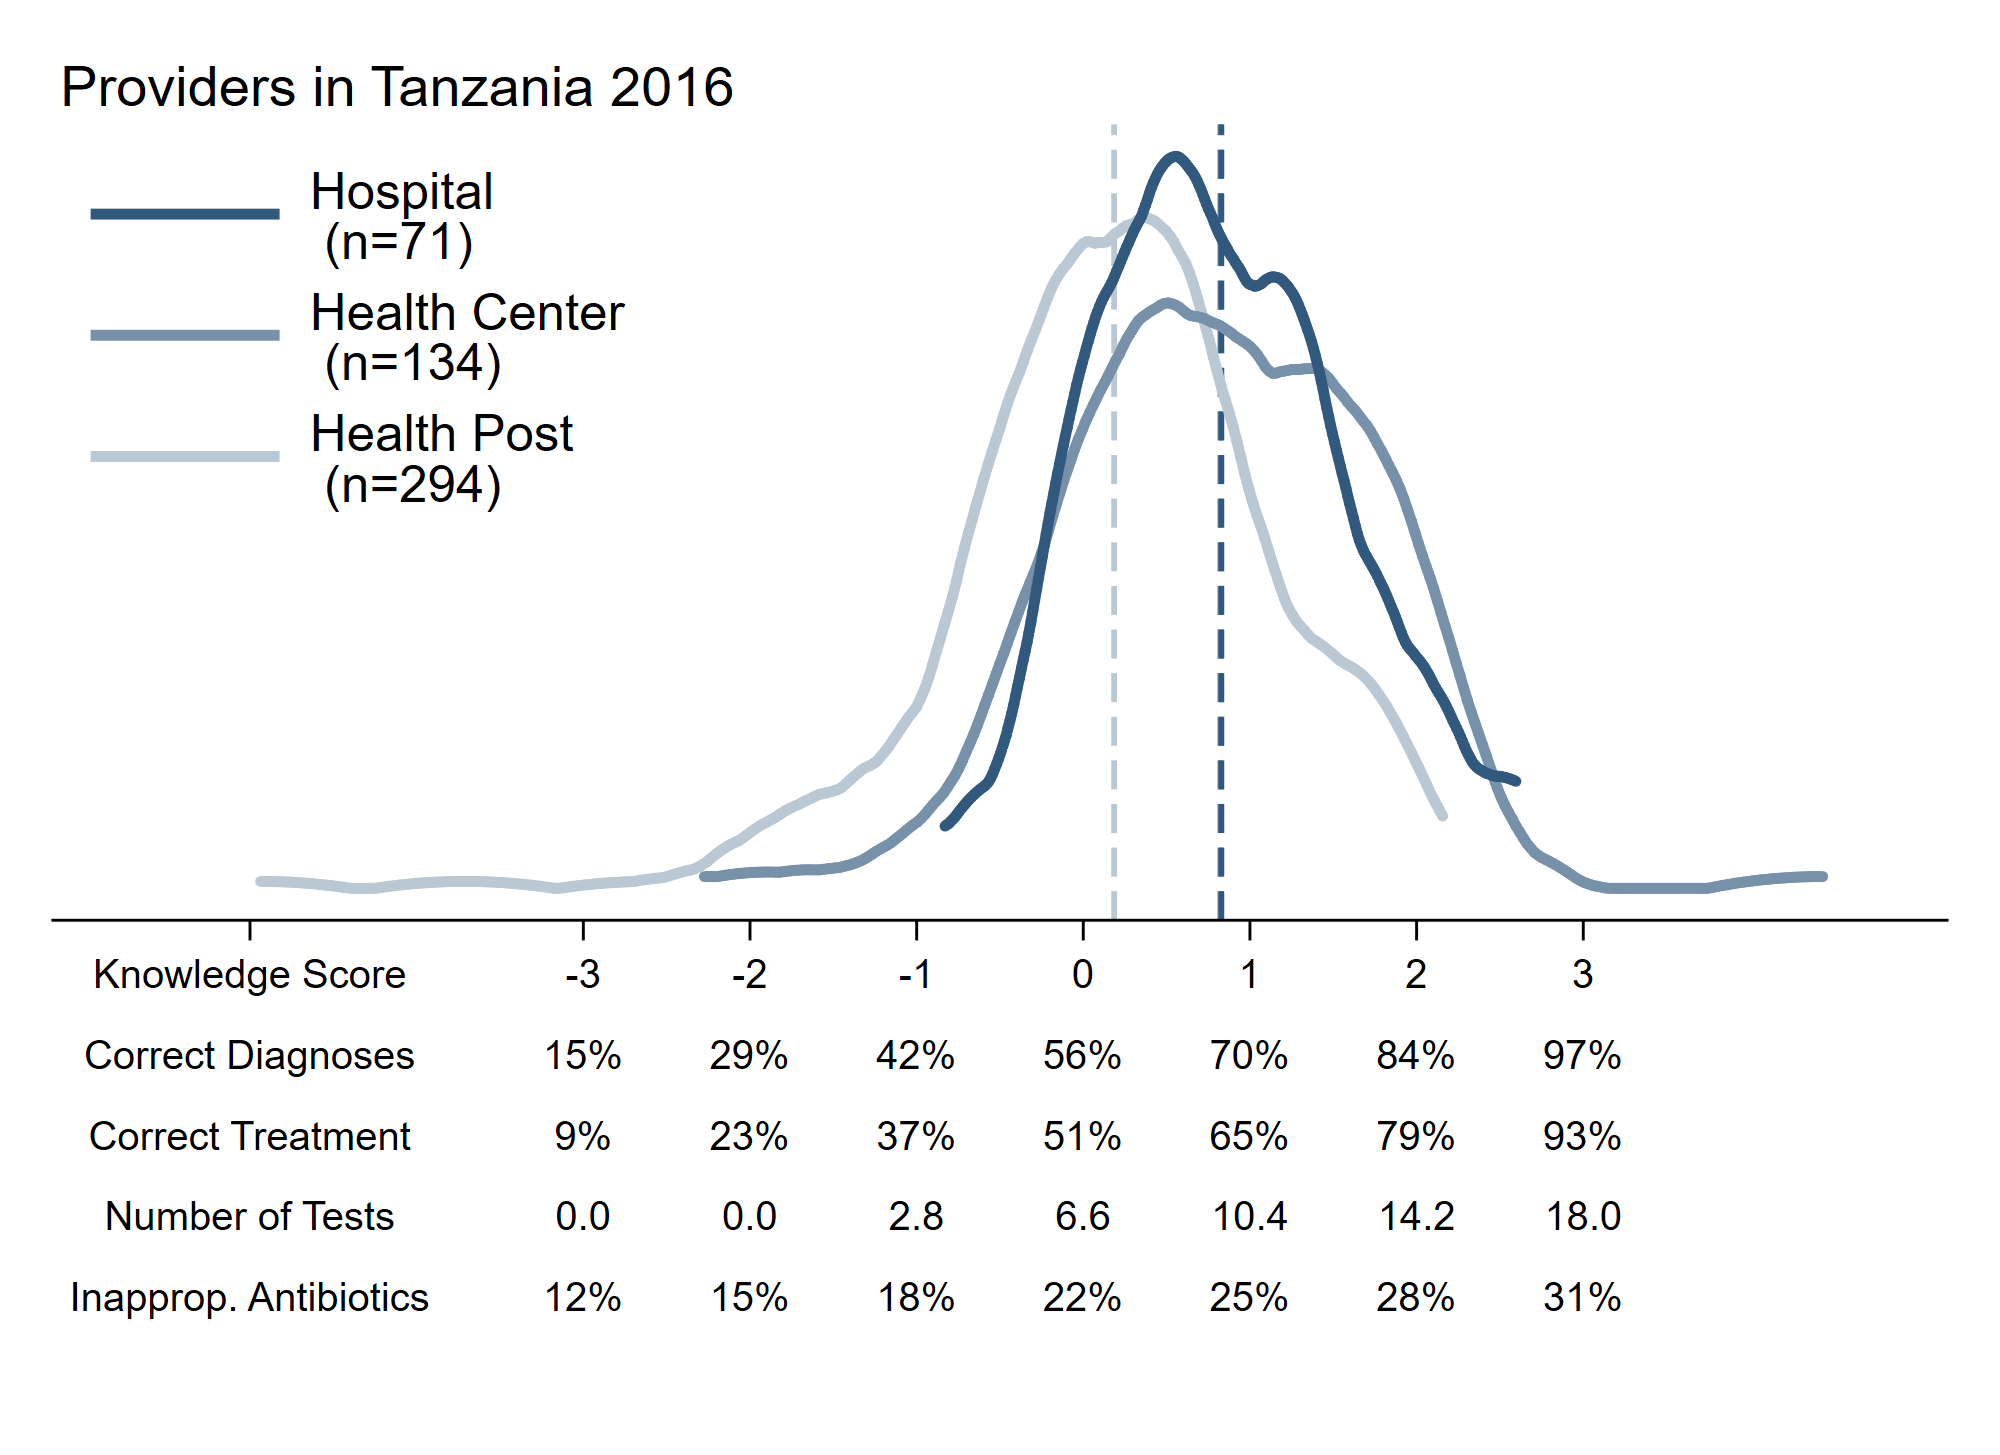 Providers in Tanzania 2016
Hospital
(n=71)
Health Center
(n=134)
Health Post
(n=294)
Knowledge Score -3 -2 -1 0 1 2 3
Correct Diagnoses 15% 29% 42% 56% 70% 84% 97%
Correct Treatment 9% 23% 37% 51% 65% 79% 93%
Number of Tests 0.0 0.0 2.8 6.6 10.4 14.2 18.0
Inapprop. Antibiotics 12% 15% 18% 22% 25% 28% 31%